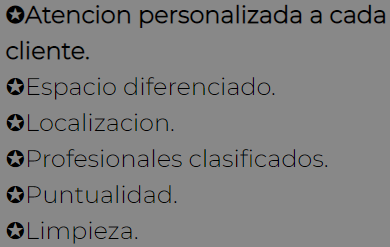 ✪Atencion personalizada a cada
cliente.
✪Espacio diferenciado.
✪Localizacion.
✪Profesionales clasificados.
✪Puntualidad.
✪Limpieza.